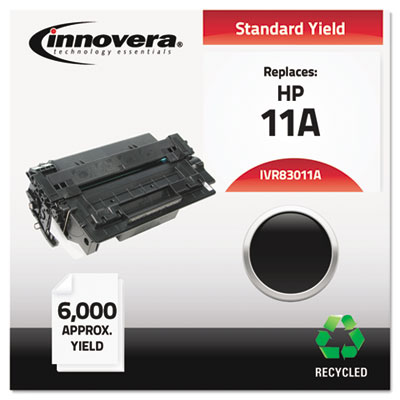 innovera
technology essentials
Standard Yield
Replaces:
HP
11A
IVR83011A
6,000
APPROX.
YIELD
RECYCLED